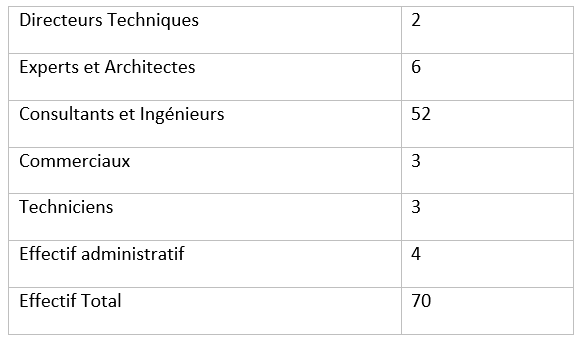 Directeurs Techniques 2
Experts et Architectes 6
Consultants et Ingénieurs 52
Commerciaux 3
Techniciens 3
Effectif administratif 4
Effectif Total 70